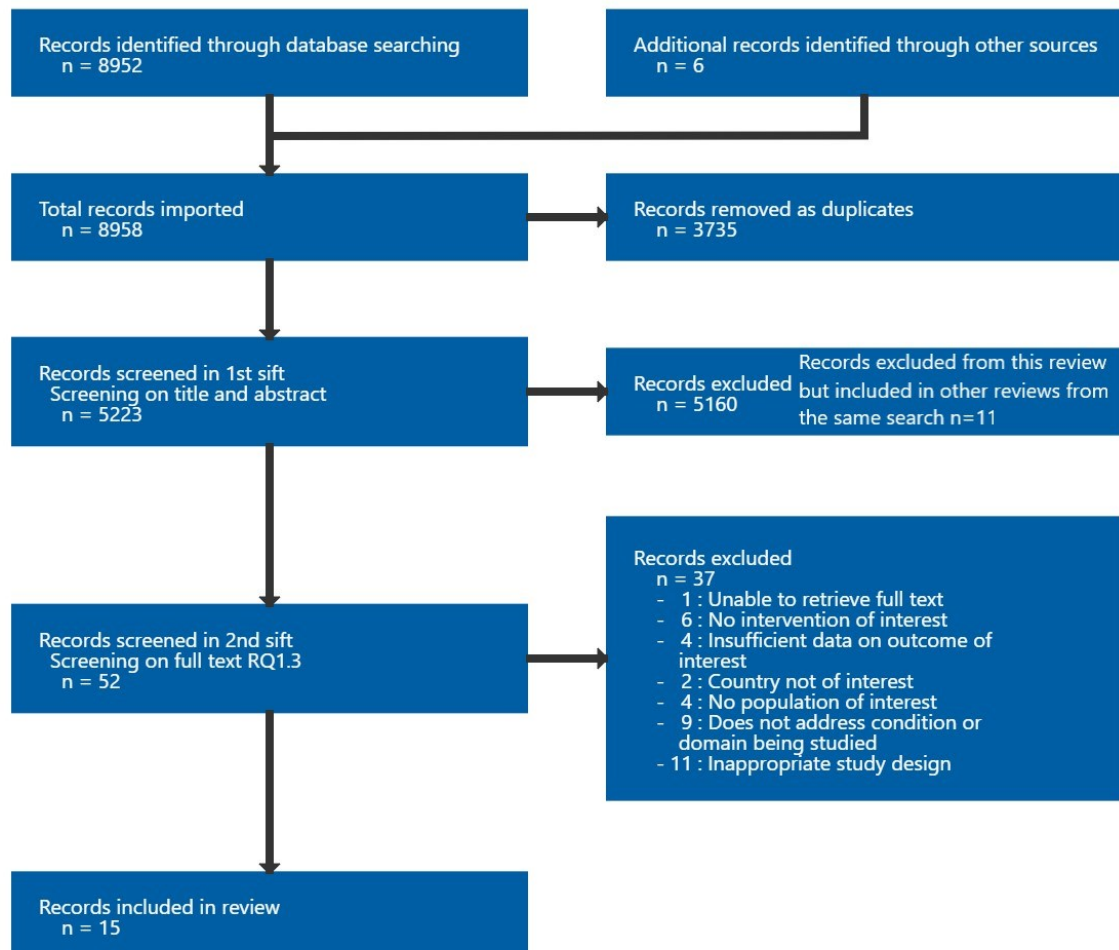 Records identified through database searching
n = 8952
Additional records identified through other sources
n = 6
Total records imported
n = 8958
Records removed as duplicates
n = 3735
Records screened in 1st sift
Screening on title and abstract
n = 5223
Records excluded
n = 5160
Records excluded from this review
but included in other reviews from
the same search n=11
Records screened in 2nd sift
Screening on full text RQ1.3
n = 52
Records excluded
n = 37
- 1 : Unable to retrieve full text
- 6 : No intervention of interest
- 4 : Insufficient data on outcome of
interest
- 2 : Country not of interest
- 4 : No population of interest
- 9 : Does not address condition or
domain being studied
- 11 : Inappropriate study design
Records included in review
n = 15